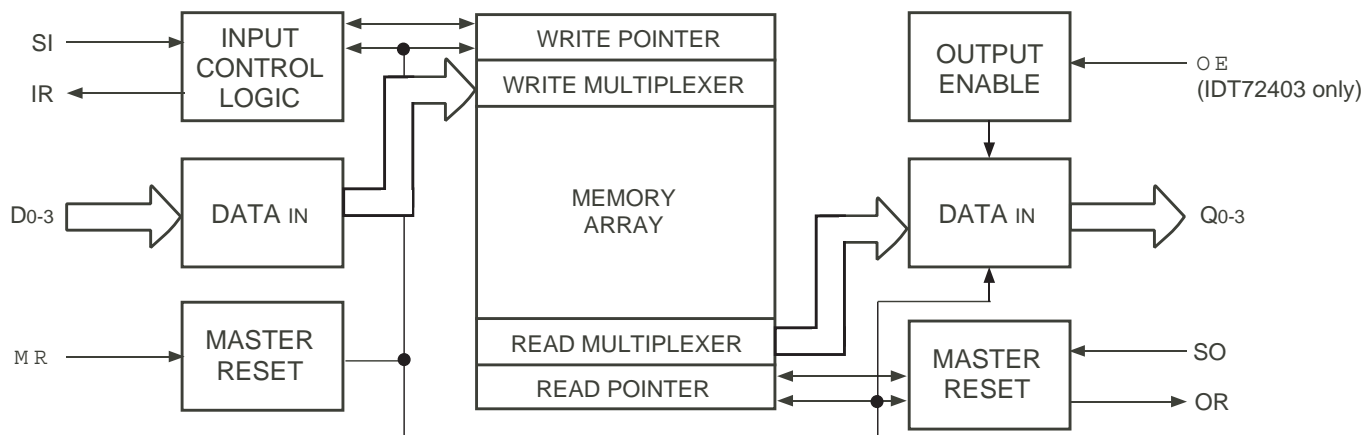 SI
IR
INPUT
CONTROL
LOGIC
WRITE POINTER
WRITE MULTIPLEXER
OUTPUT
ENABLE
OE
(IDT72403 only)
D0-3
DATA IN
MEMORY
ARRAY
DATA IN
Q0-3
MR
MASTER
RESET
READ MULTIPLEXER
READ POINTER
MASTER
RESET
SO
OR